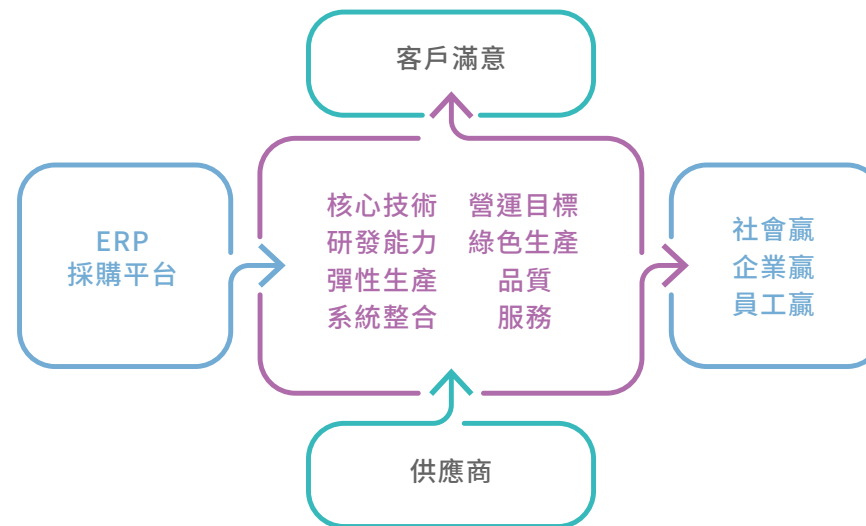 客戶滿意
ERP
採購平台
核心技術 營運目標
研發能力 綠色生產
彈性生產 品質
系統整合 服務
社會贏
企業贏
員工贏
供應商